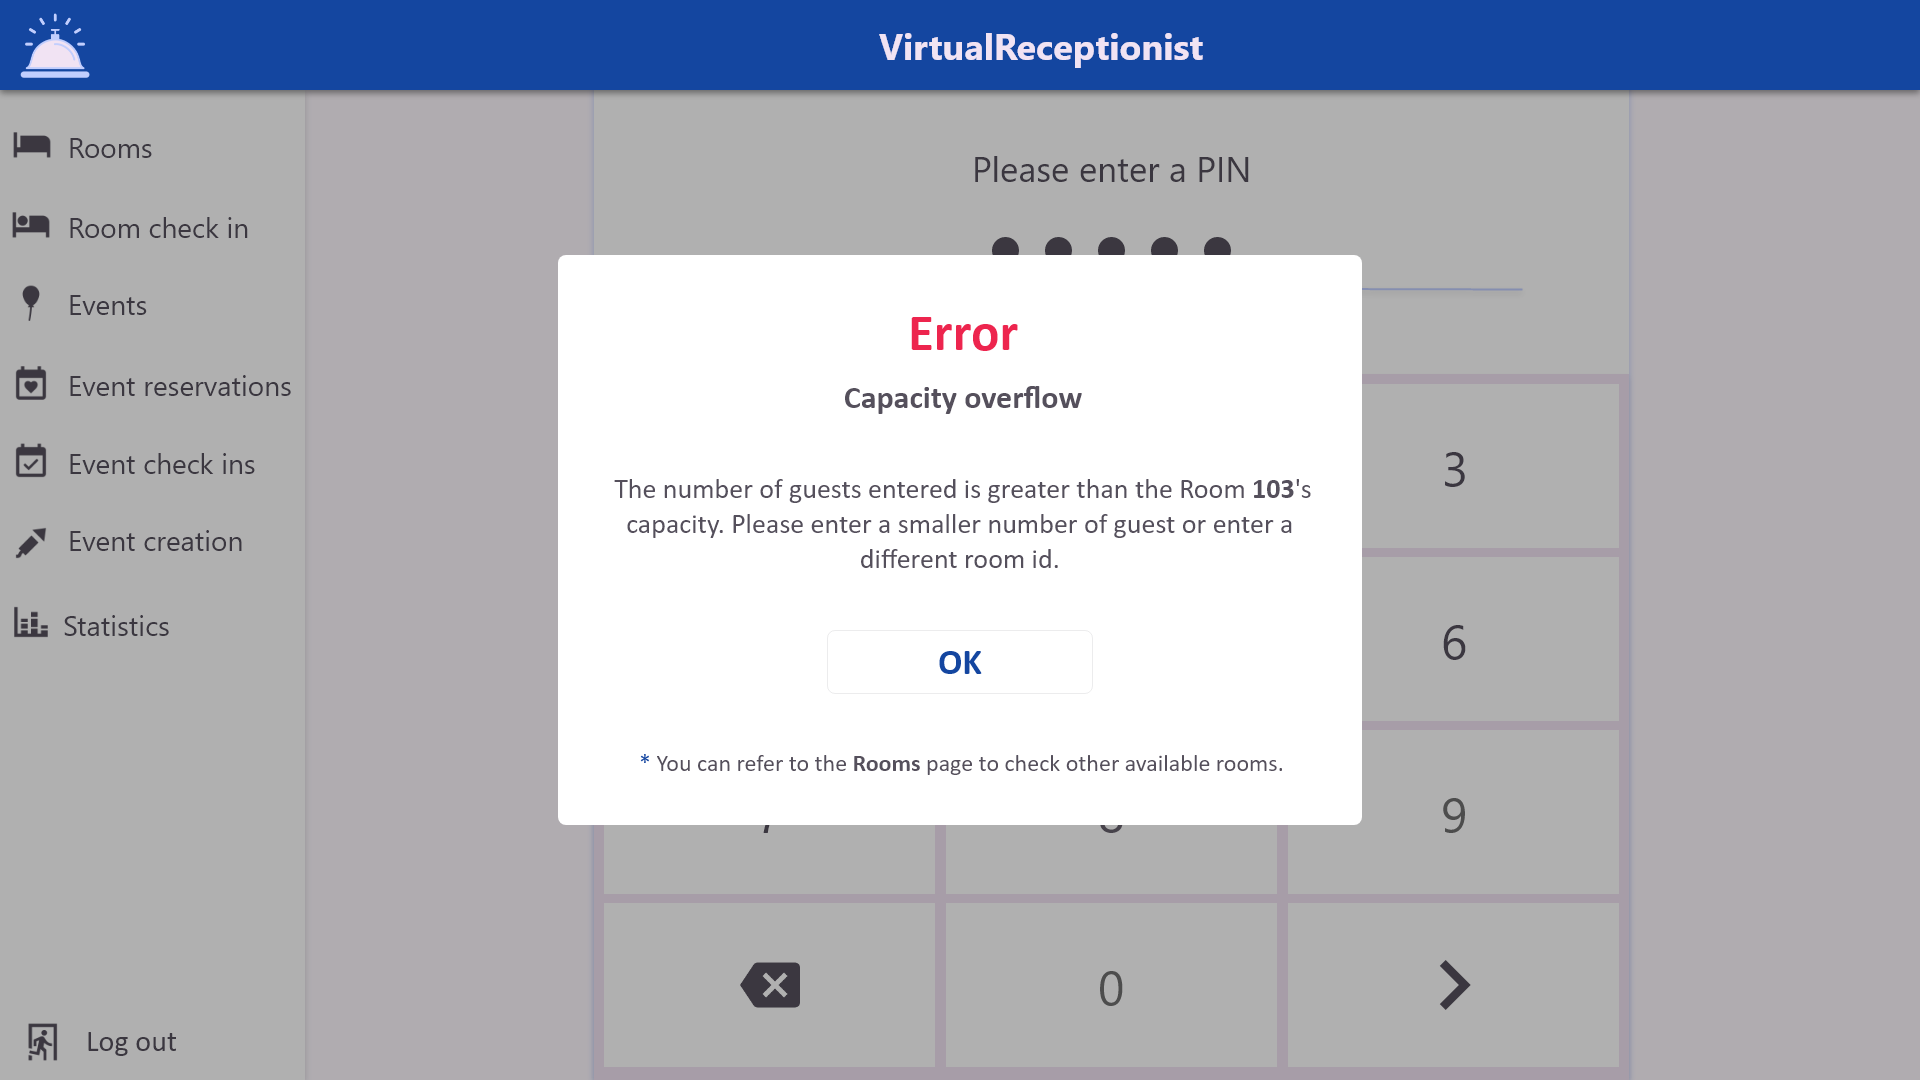 VirtualReceptionist
Rooms
Room check in
Events
Event reservations
Event check ins
Event creation
Statistics
Log out
Please enter a PIN
Error
Capacity overflow
The number of guests entered is greater than the Room 103's
capacity. Please enter a smaller number of guest or enter a
different room id.
OK
* You can refer to the Rooms page to check other available rooms.
3
6
9
0